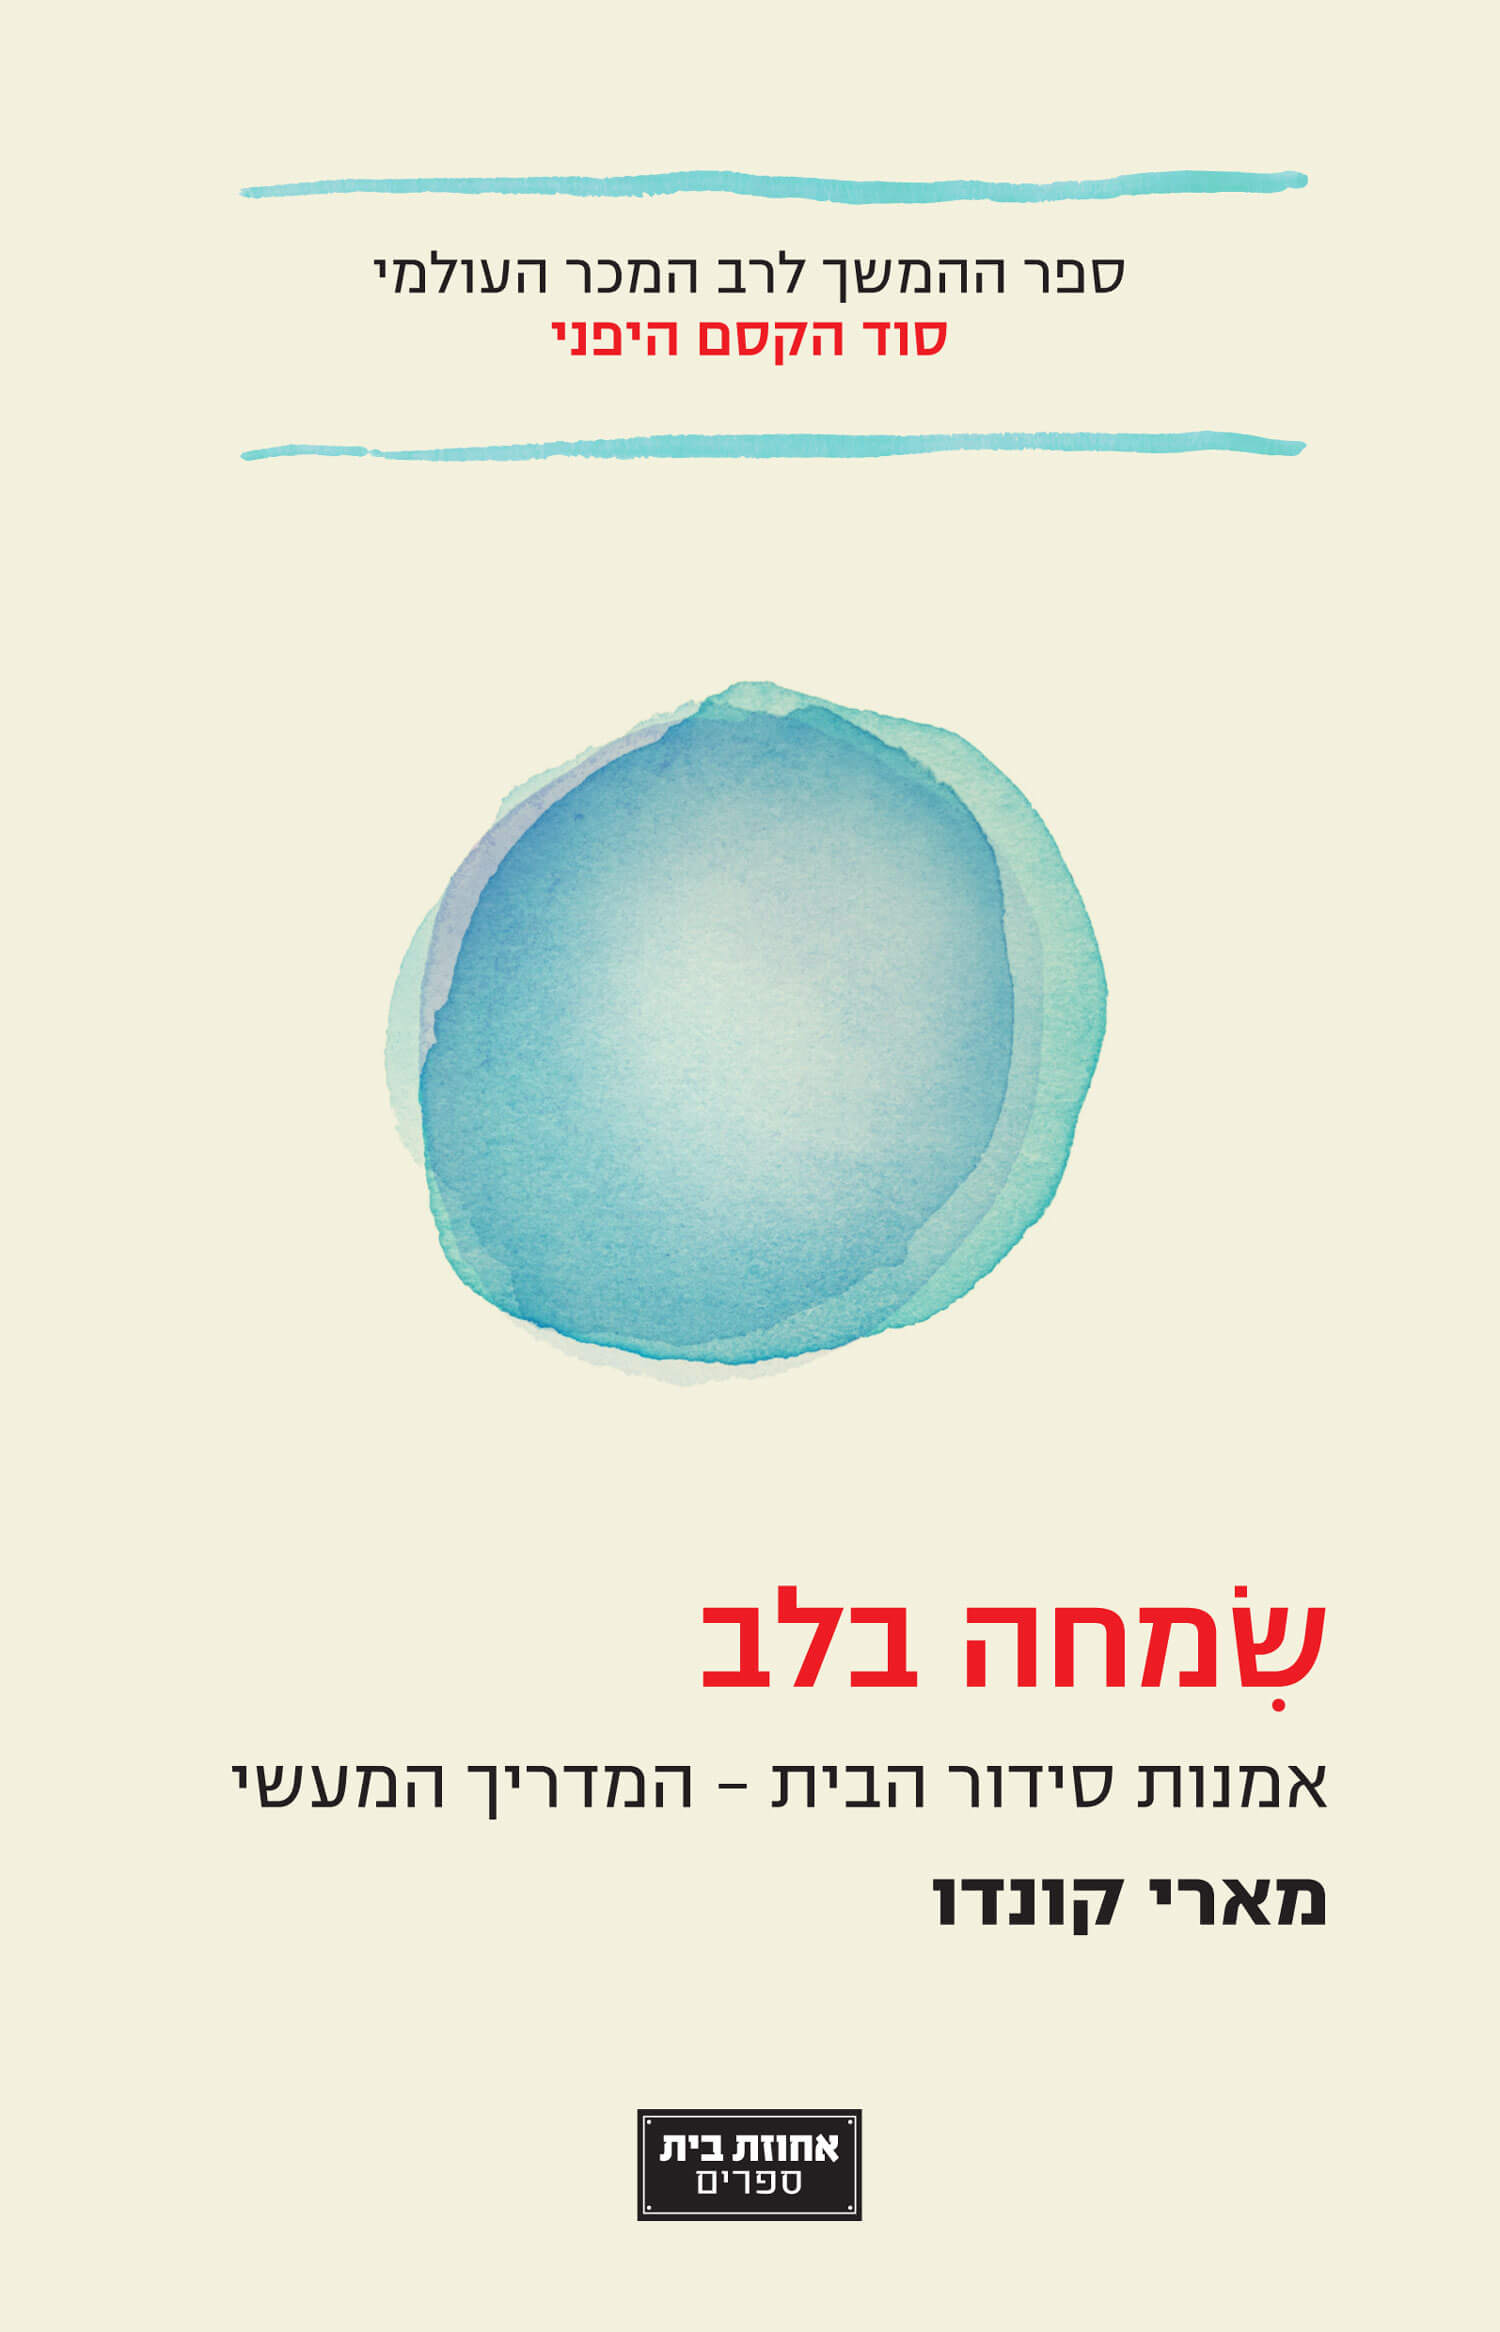 ספר ההמשך לרב המכר העולמי
סוד הקסם היפני
שִׂמחה בלב
אמנות סידור הבית – המדריך המעשי
מארי קונדו
אחוזת בית
ספרים